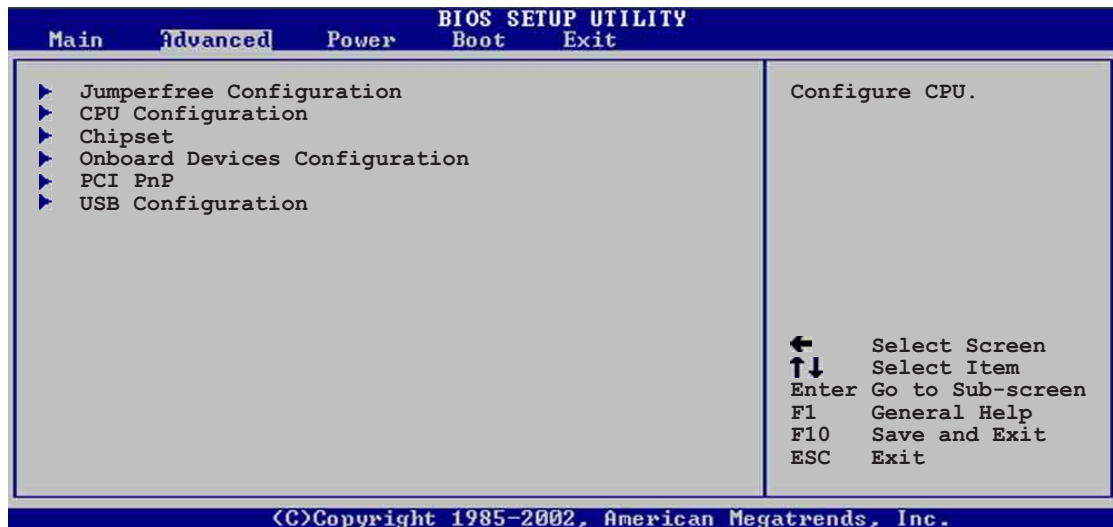 BIOS SETUP UTILITY
Main Advanced Power Boot Exit
Jumperfree Configuration
CPU Configuration
Chipset
Onboard Devices Configuration
PCI PnP
USB Configuration
Configure CPU.
← Select Screen
↑↓ Select Item
Enter Go to Sub-screen
F1 General Help
F10 Save and Exit
ESC Exit
(C)Copyright 1985-2002, American Megatrends, Inc.